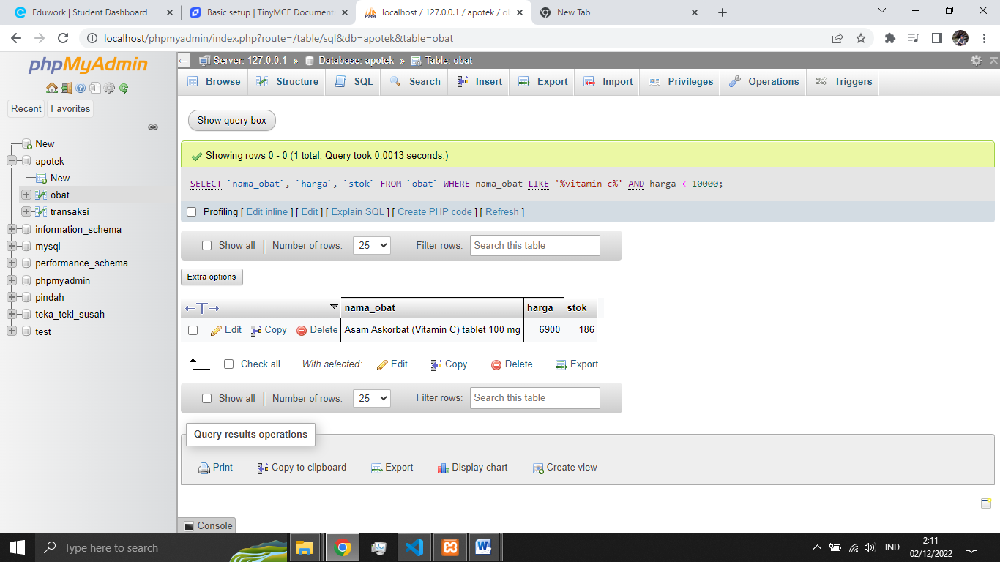 Eduwork | Student Dashboard
Basic setup | TinyMCE Document
localhost / 127.0.0.1 / apotek / o
New Tab
localhost/phpmyadmin/index.php?route=/table/sql&db=apotek&table=obat
phpMyAdmin
Recent
Favorites
New
apotek
New
obat
transaksi
information_schema
mysql
performance_schema
phpmyadmin
pindah
teka_teki_susah
test
Server: 127.0.0.1 » Database: apotek » Table: obat
Browse Structure SQL Search Insert Export Import Privileges Operations Triggers
Show query box
Showing rows 0 - 0 (1 total, Query took 0.0013 seconds.)
SELECT `nama_obat`, `harga`, `stok` FROM `obat` WHERE nama_obat LIKE '%vitamin c%' AND harga < 10000;
Profiling [ Edit inline ] [ Edit ] [ Explain SQL ] [ Create PHP code ] [ Refresh ]
Show all Number of rows: 25 Filter rows: Search this table
Extra options
nama_obat harga stok
Edit Copy Delete Asam Askorbat (Vitamin C) tablet 100 mg 6900 186
Check all With selected: Edit Copy Delete Export
Show all Number of rows: 25 Filter rows: Search this table
Query results operations
Print Copy to clipboard Export Display chart Create view
Console
Type here to search
IND
2:11
02/12/2022